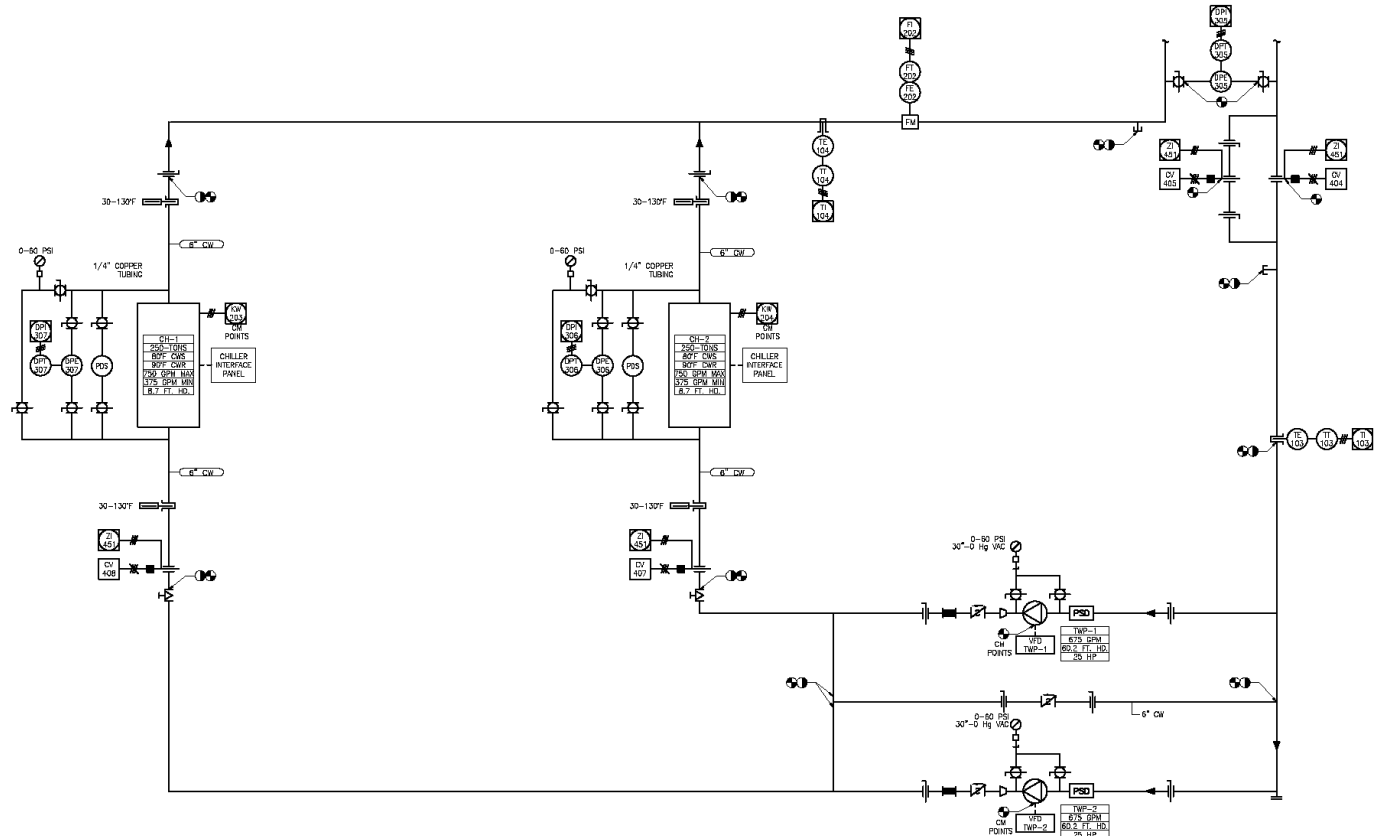 FI
202
FT
202
FE
202
FM
DPI
305
DPT
305
DPE
305
TE
104
TT
104
TI
104
ZI
451
CV
405
ZI
451
CV
404
30-130°F
30-130°F
6" CW
6" CW
0-60 PSI
1/4" COPPER
TUBING
0-60 PSI
1/4" COPPER
TUBING
DPI
307
DPT
307
DPE
307
PDS
KW
203
CM
POINTS
CH-1
250-TONS
80°F CWS
90°F CWR
750 GPM MAX
375 GPM MIN
8.7 FT. HD.
CHILLER
INTERFACE
PANEL
DPI
306
DPT
306
DPE
306
PDS
KW
204
CM
POINTS
CH-2
250-TONS
80°F CWS
90°F CWR
750 GPM MAX
375 GPM MIN
8.7 FT. HD.
CHILLER
INTERFACE
PANEL
TE
103
TT
103
TI
103
6" CW
6" CW
30-130°F
30-130°F
ZI
451
CV
408
ZI
451
CV
407
0-60 PSI
30"-0 Hg VAC
PSD
CM
POINTS
VFD
TWP-1
TWP-1
675 GPM
60.2 FT. HD.
25 HP
6" CW
0-60 PSI
30"-0 Hg VAC
PSD
CM
POINTS
VFD
TWP-2
TWP-2
675 GPM
60.2 FT. HD.
25 HP